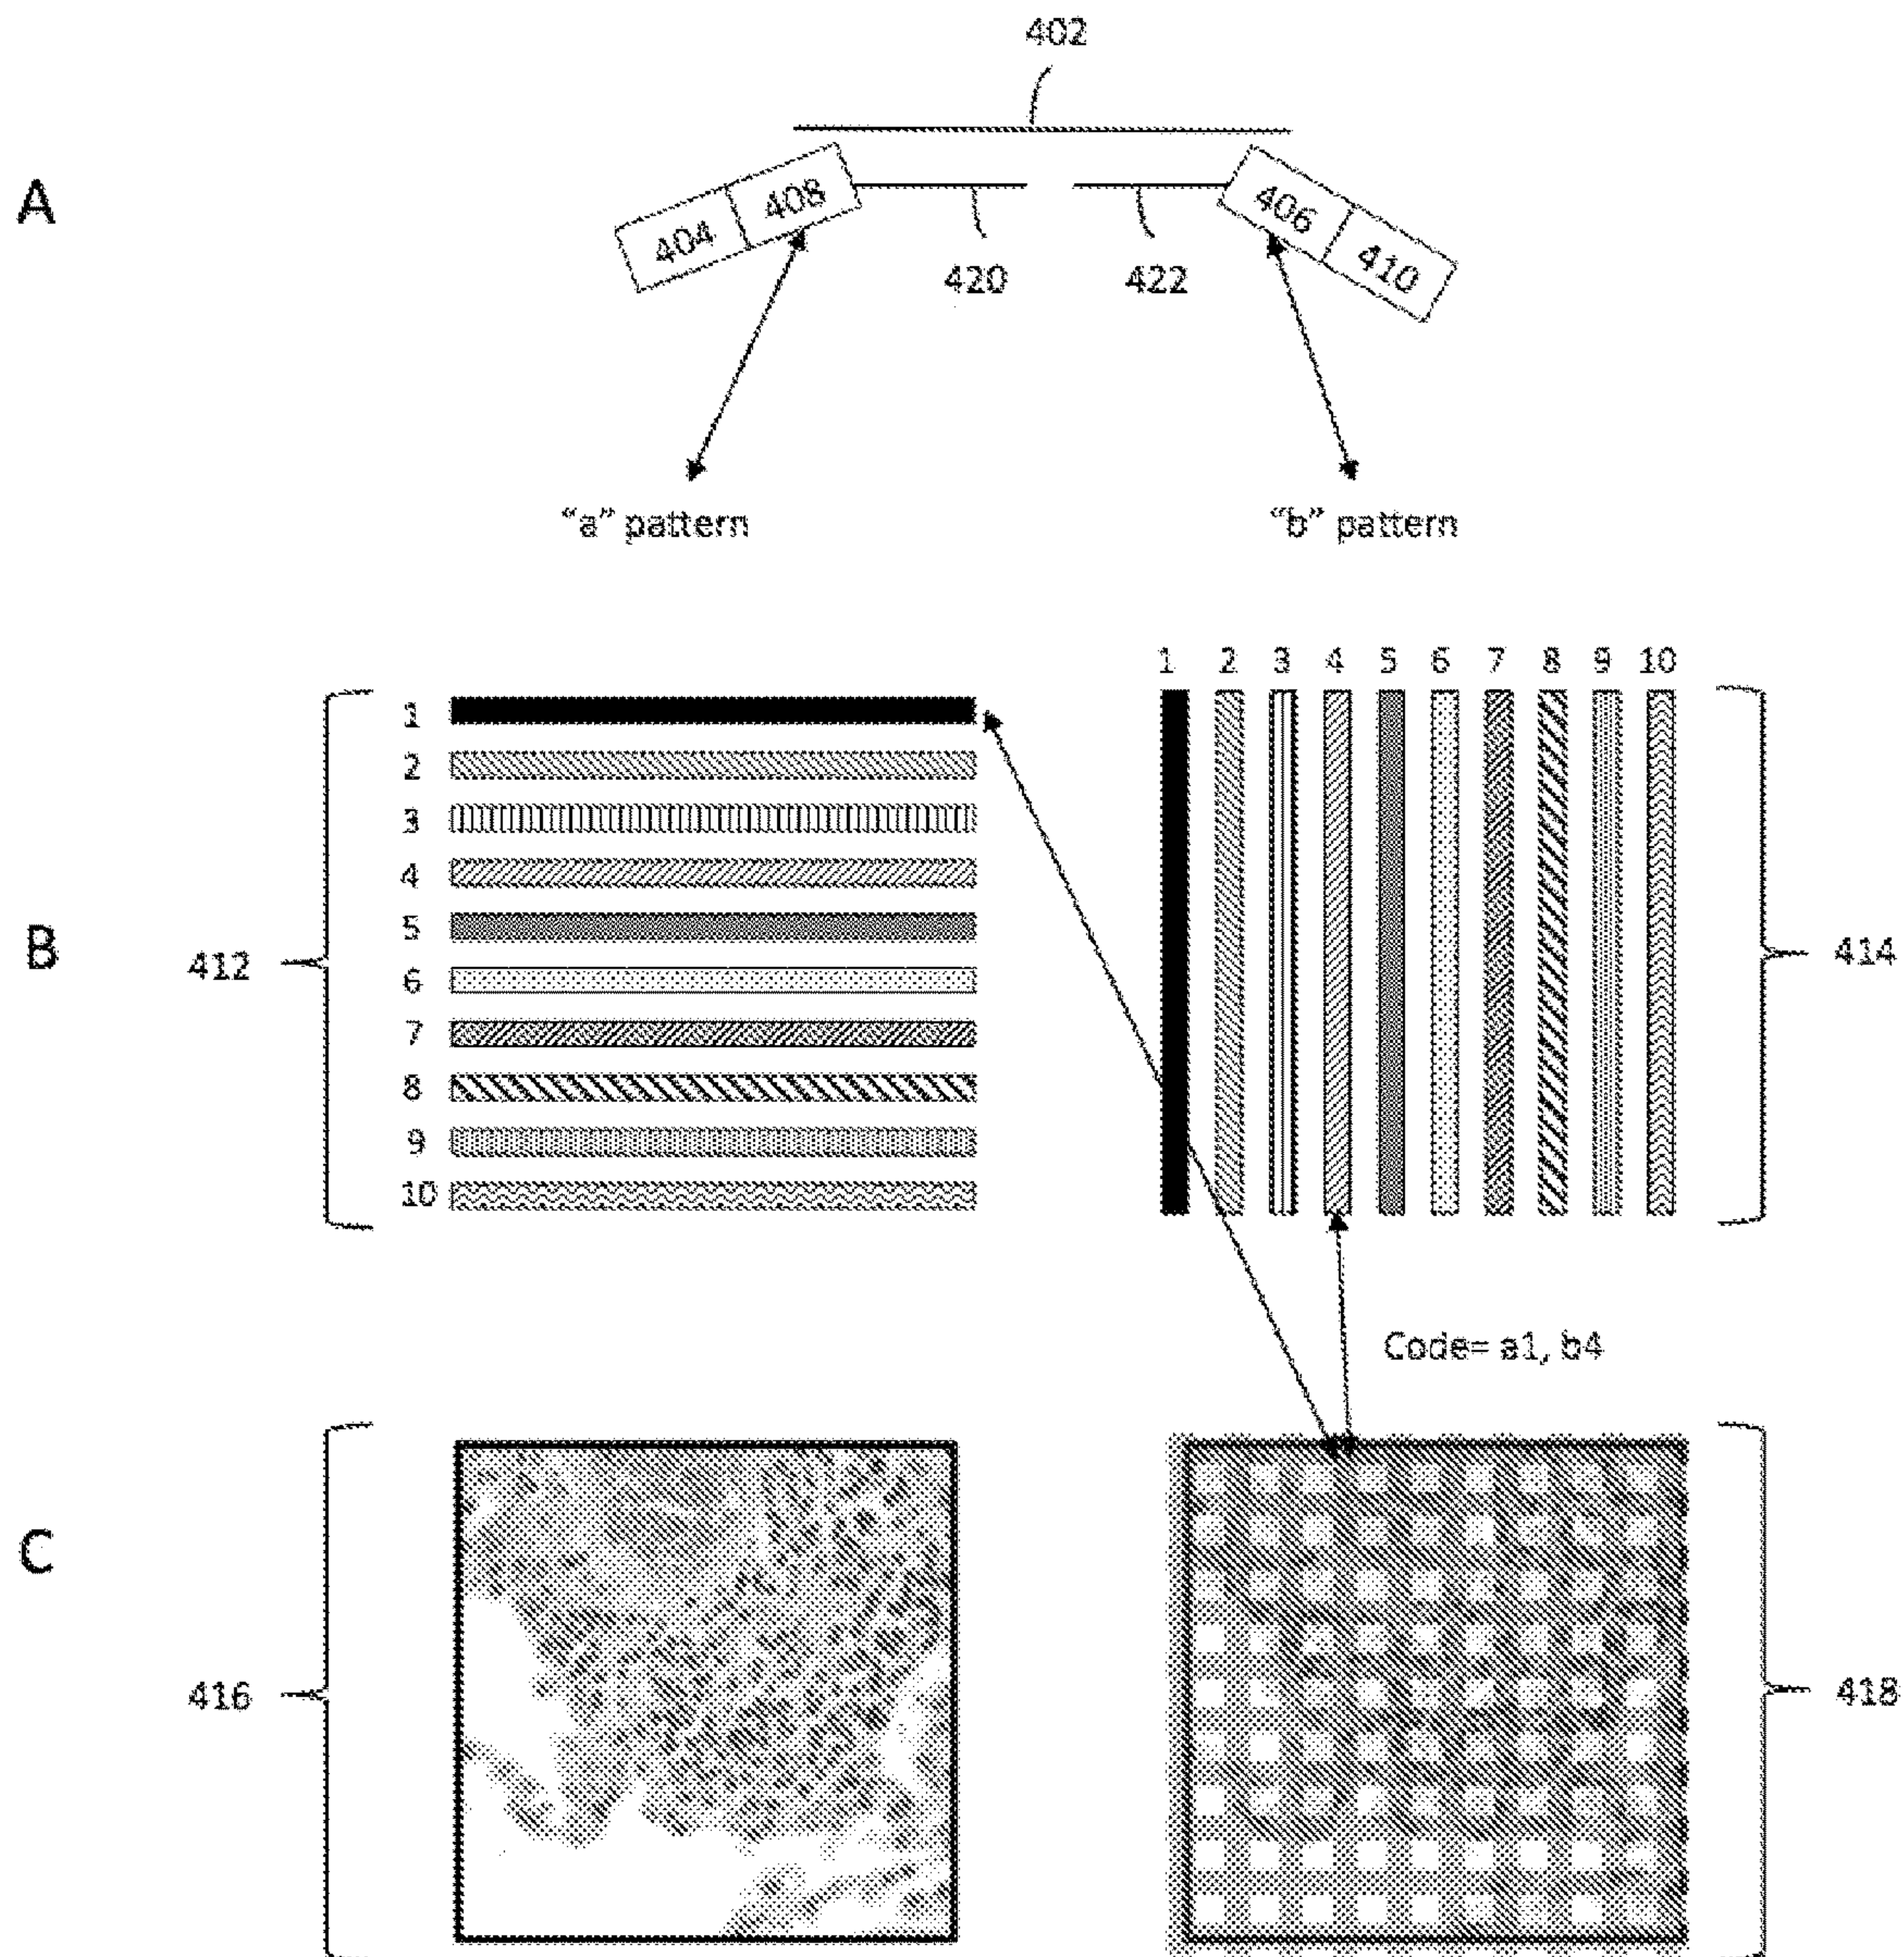 402
A
404 408 406 410
420 422
“a” pattern “b” pattern
1 2 3 4 5 6 7 8 9 10
1
2
3
4
B
5
412 414
6
7
8
9
10
Code= a1, b4
C
416 418